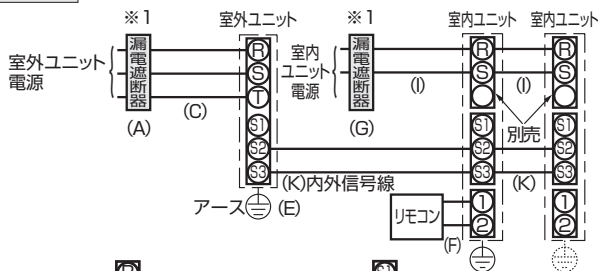 ※1 室外ユニット ※1 室内ユニット 室内ユニット
室外ユニット
電源
漏電遮断器
(A)
(C)
R
S
T
S1
S2
S3
アース
(E)
室内
ユニット
電源
漏電遮断器
(G)
(I)
(I)
R
S
R
S
別売
S1
S2
S3
S1
S2
S3
(K)内外信号線
(K)
リモコン
(F)
1
2
1
2
R
S1